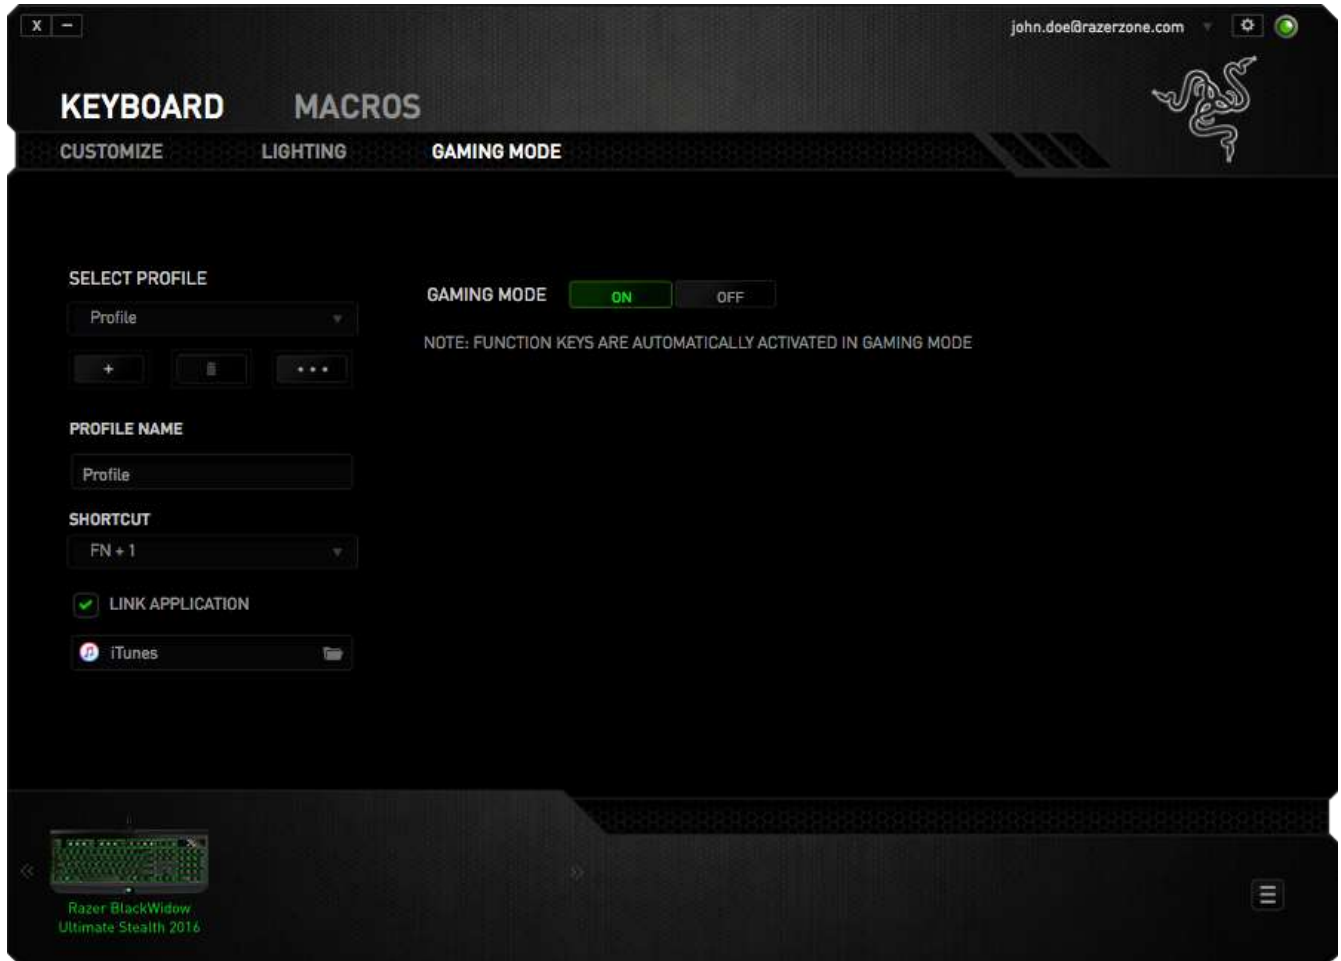 X –
john.doe@razerzone.com
KEYBOARD MACROS
CUSTOMIZE LIGHTING GAMING MODE
SELECT PROFILE
Profile
+
PROFILE NAME
Profile
SHORTCUT
FN + 1
LINK APPLICATION
iTunes
GAMING MODE ON OFF
NOTE: FUNCTION KEYS ARE AUTOMATICALLY ACTIVATED IN GAMING MODE
Razer BlackWidow
Ultimate Stealth 2016